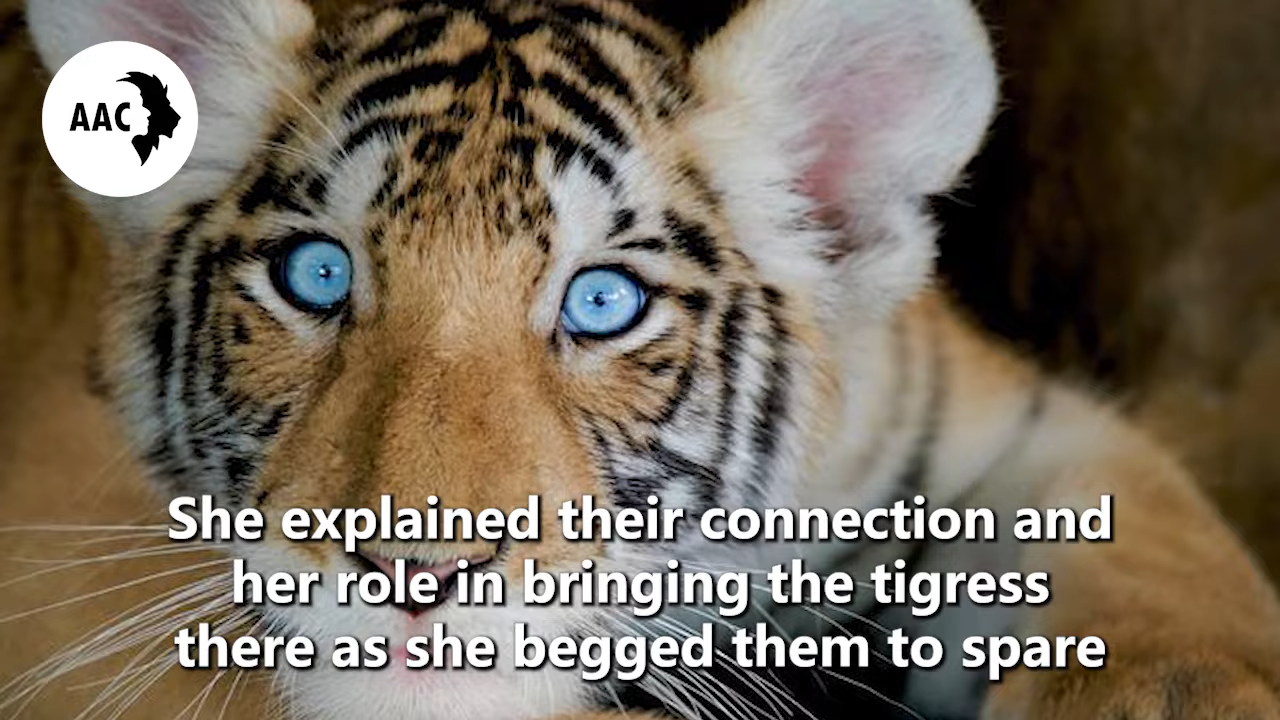 AAC
She explained their connection and
her role in bringing the tigress
there as she begged them to spare